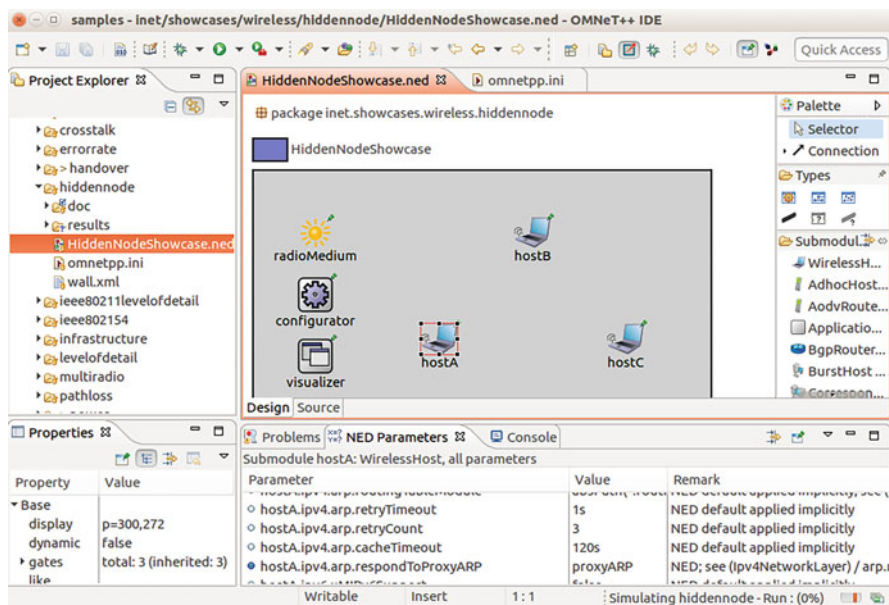 samples - inet/showcases/wireless/hiddennode/HiddenNodeShowcase.ned - OMNeT++ IDE
Quick Access
Project Explorer
crosstalk
errorrate
> handover
hiddennode
doc
results
HiddenNodeShowcase.ned
omnetpp.ini
wall.xml
ieee80211levelofdetail
ieee802154
infrastructure
levelofdetail
multiradio
pathloss
HiddenNodeShowcase.ned
omnetpp.ini
package inet.showcases.wireless.hiddennode
HiddenNodeShowcase
radioMedium
hostB
configurator
hostA
hostC
visualizer
Design Source
Palette
Selector
Connection
Types
Submodul...
WirelessH...
AdhocHost...
AodvRoute...
Applicatio...
BgpRouter...
BurstHost ...
Correspon...
Properties
Property Value
Base
display p=300,272
dynamic false
gates total: 3 (inherited: 3)
like
Problems NED Parameters Console
Submodule hostA: WirelessHost, all parameters
Parameter Value Remark
hostA.ipv4.arp.retryTimeout 1s NED default applied implicitly
hostA.ipv4.arp.retryCount 3 NED default applied implicitly
hostA.ipv4.arp.cacheTimeout 120s NED default applied implicitly
hostA.ipv4.arp.respondToProxyARP proxyARP NED; see (Ipv4NetworkLayer) / arp.r
Writable Insert 1 : 1 Simulating hiddennode - Run : (0%)